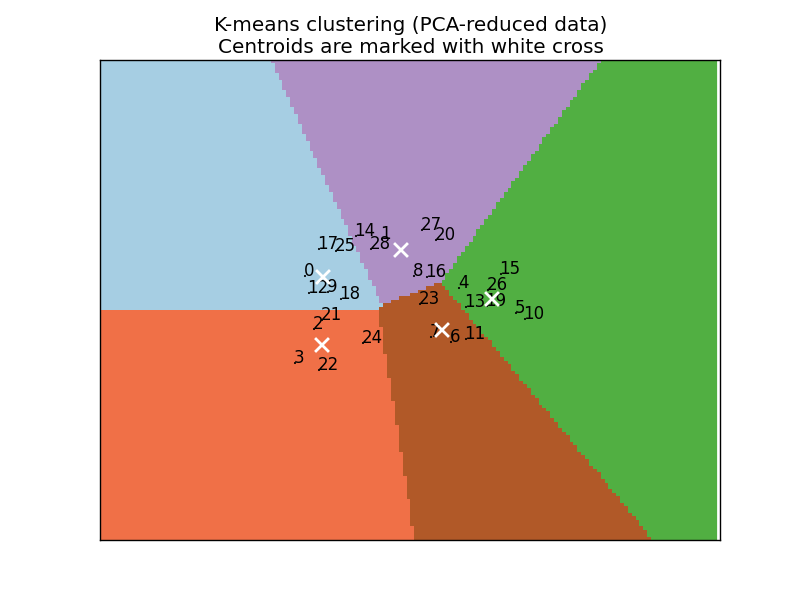 K-means clustering (PCA-reduced data)
Centroids are marked with white cross
27
14 1 20
17 25 28
0 8 16 15
12 9 18 4 26
23 13
21 5 10
2
24 6 11
3 22